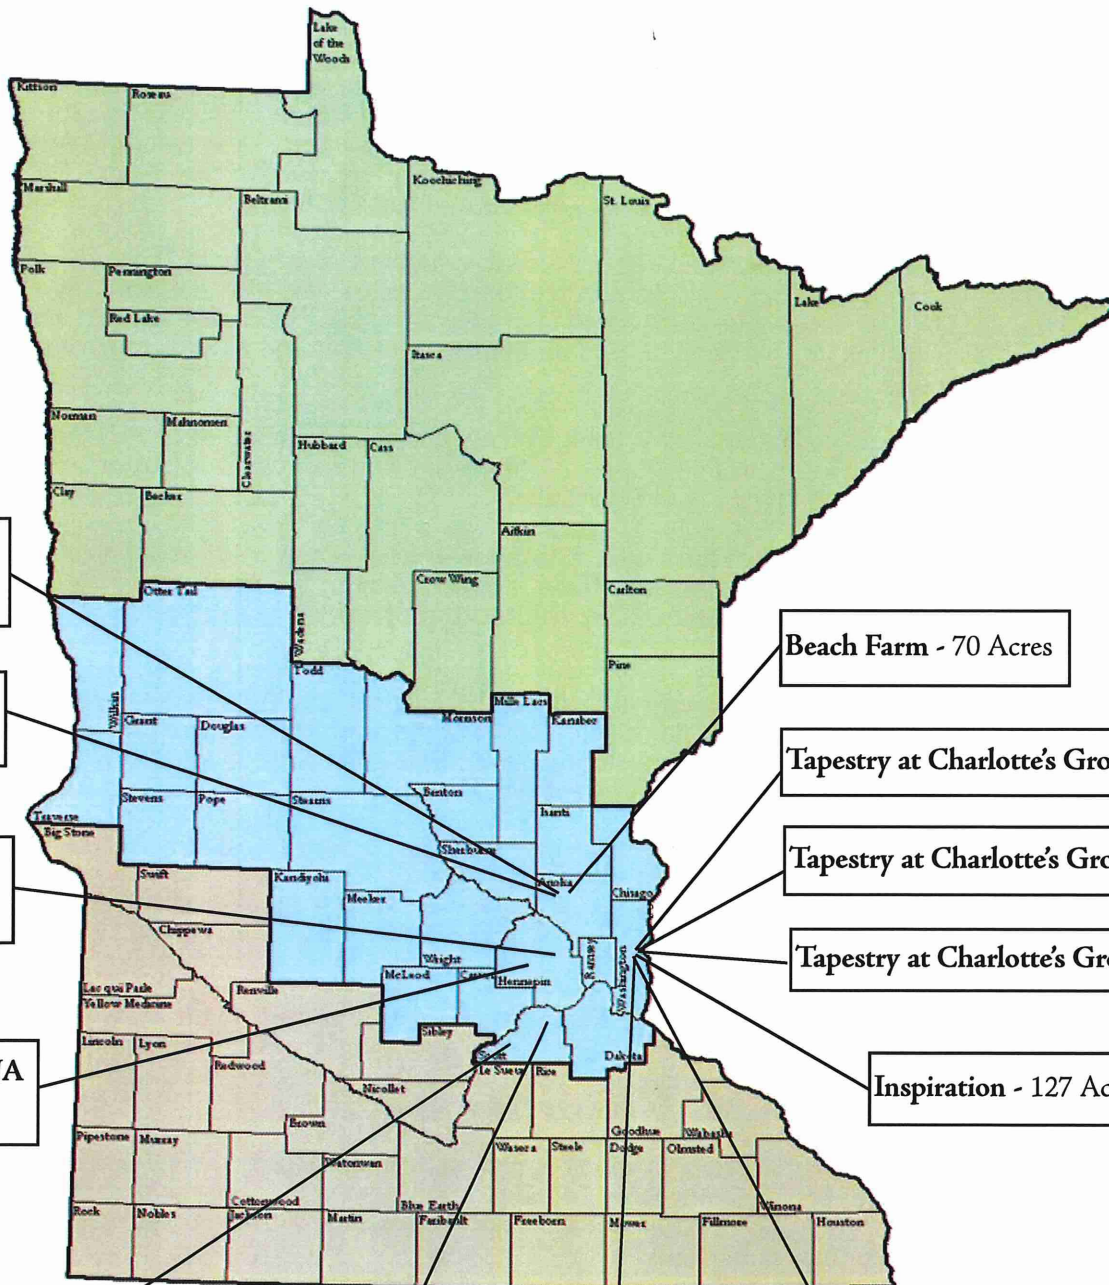 Lake
of the
Woods
Kittson
Roseau
Marshall
Beltrami
Koochiching
St. Louis
Polk
Pennington
Red Lake
Lake
Cook
Itasca
Norman
Mahnomen
Clearwater
Hubbard
Cass
Clay
Becker
Aitkin
Crow Wing
Carlton
Otter Tail
Wadena
Pine
Todd
Wilkin
Mille Lacs
Grant
Douglas
Morrison
Kanabec
Beach Farm - 70 Acres
Stevens
Pope
Stearns
Benton
Isanti
Tapestry at Charlotte's Gro
Traverse
Big Stone
Sherburne
Swift
Kandiyohi
Meeker
Anoka
Chisago
Tapestry at Charlotte's Gro
Chippewa
Wright
Ramsey
Washington
Tapestry at Charlotte's Gro
McLeod
Carver
Hennepin
Lac qui Parle
Renville
Yellow Medicine
Sibley
Lincoln
Lyon
Redwood
Scott
Dakota
VA
Le Sueur
Rice
Nicollet
Inspiration - 127 Ac
Brown
Pipestone
Murray
Goodhue
Wabasha
Watonwan
Waseca
Steele
Dodge
Olmsted
Cottonwood
Blue Earth
Winona
Rock
Nobles
Jackson
Martin
Faribault
Freeborn
Mower
Fillmore
Houston